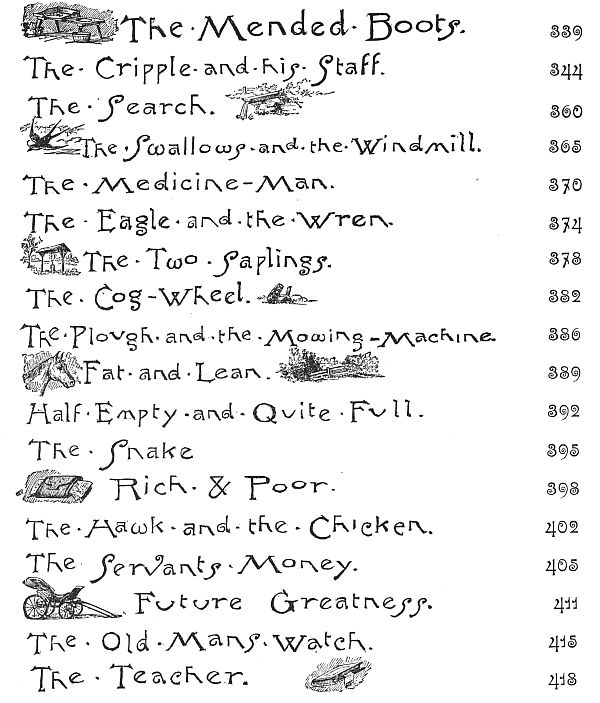 The · Mended · Boots. 339
The · Cripple · and · his · Staff. 344
The · Search. 360
The · Swallows · and · the · Windmill. 365
The · Medicine-Man. 370
The · Eagle · and · the · Wren. 374
The · Two · Saplings. 378
The · Cog-Wheel. 382
The · Plough · and · the · Mowing-Machine. 386
Fat · and · Lean. 389
Half · Empty · and · Quite · Full. 392
The · Snake 395
Rich · & Poor. 398
The · Hawk · and · the · Chicken. 402
The Servants · Money. 405
Future Greatness. 411
The · Old · Mans · Watch. 415
The · Teacher. 418